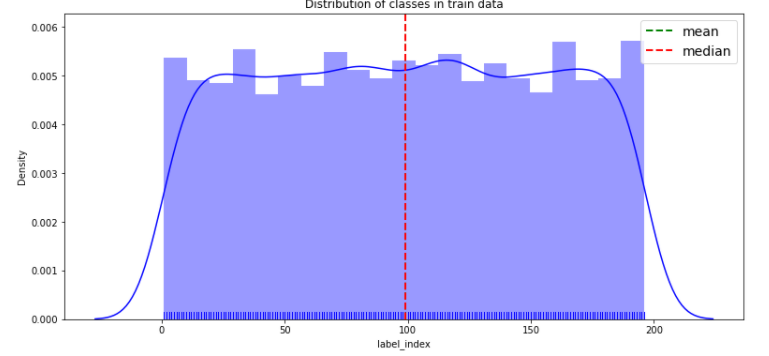 Distribution of classes in train data
mean
median
0.006
0.005
0.004
0.003
0.002
0.001
0.000
Density
0
50
100
150
200
label_index